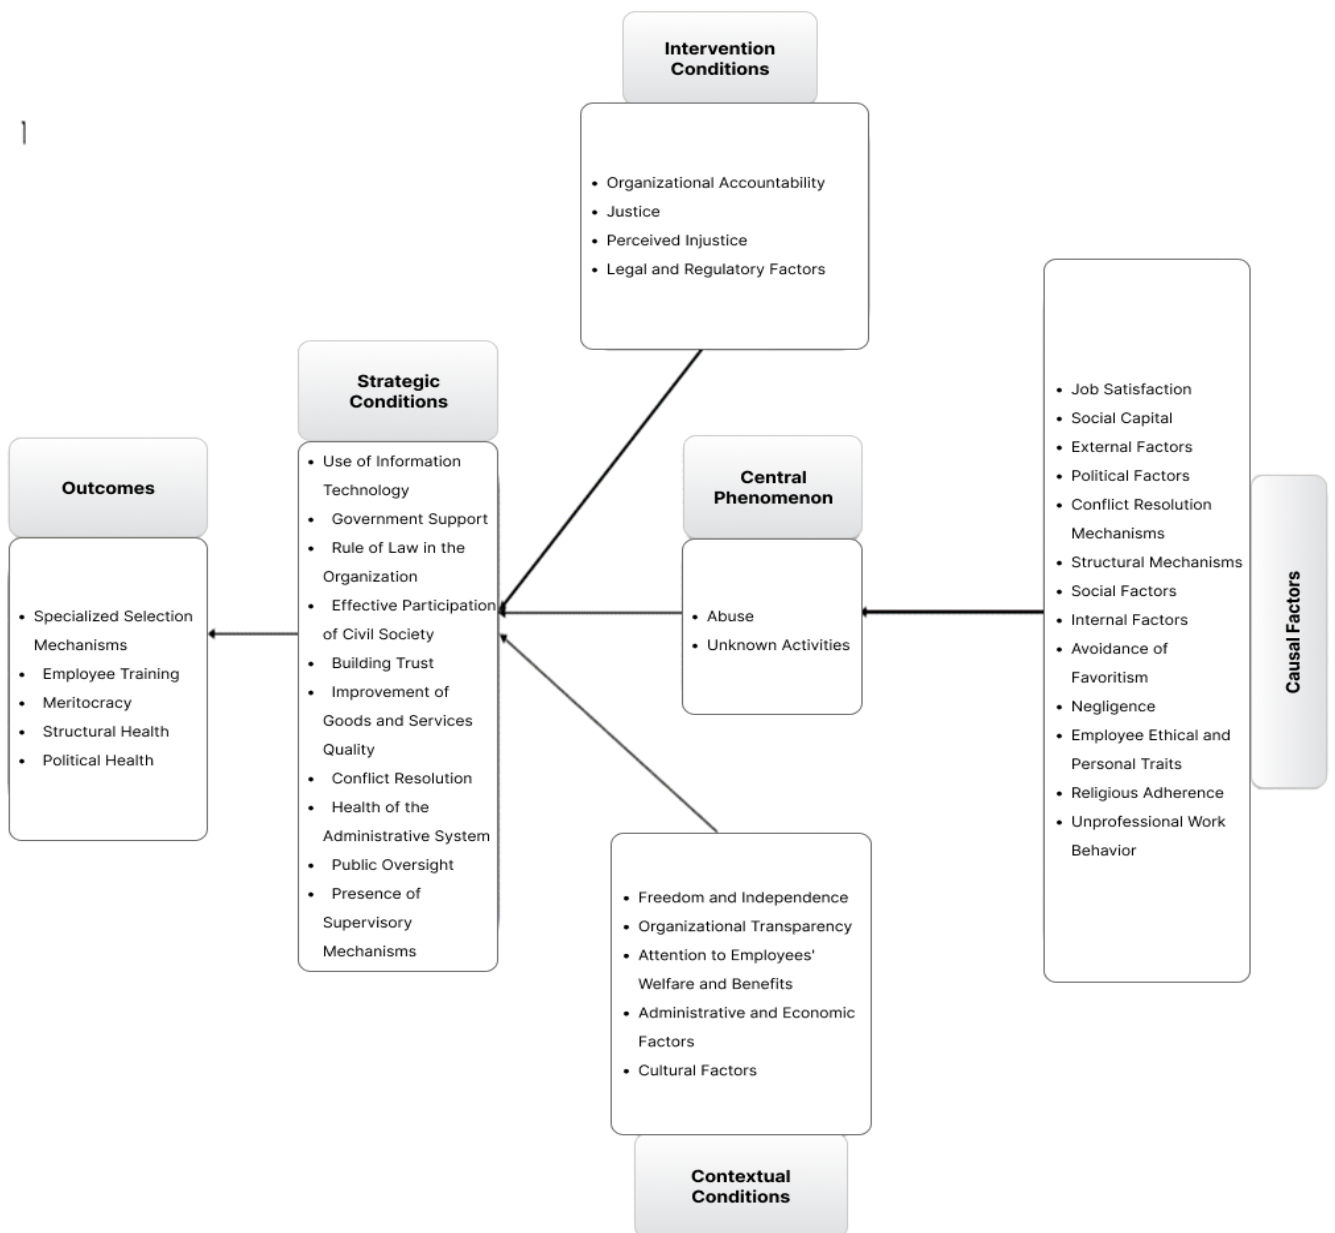 Intervention
Conditions
• Organizational Accountability
• Justice
• Perceived Injustice
• Legal and Regulatory Factors
Strategic
Conditions
• Use of Information
Technology
• Government Support
• Rule of Law in the
Organization
• Effective Participation
of Civil Society
• Building Trust
• Improvement of
Goods and Services
Quality
• Conflict Resolution
• Health of the
Administrative System
• Public Oversight
• Presence of
Supervisory
Mechanisms
Outcomes
• Specialized Selection
Mechanisms
• Employee Training
• Meritocracy
• Structural Health
• Political Health
Central
Phenomenon
• Abuse
• Unknown Activities
• Job Satisfaction
• Social Capital
• External Factors
• Political Factors
• Conflict Resolution
Mechanisms
• Structural Mechanisms
• Social Factors
• Internal Factors
• Avoidance of
Favoritism
• Negligence
• Employee Ethical and
Personal Traits
• Religious Adherence
• Unprofessional Work
Behavior
Causal Factors
• Freedom and Independence
• Organizational Transparency
• Attention to Employees'
Welfare and Benefits
• Administrative and Economic
Factors
• Cultural Factors
Contextual
Conditions